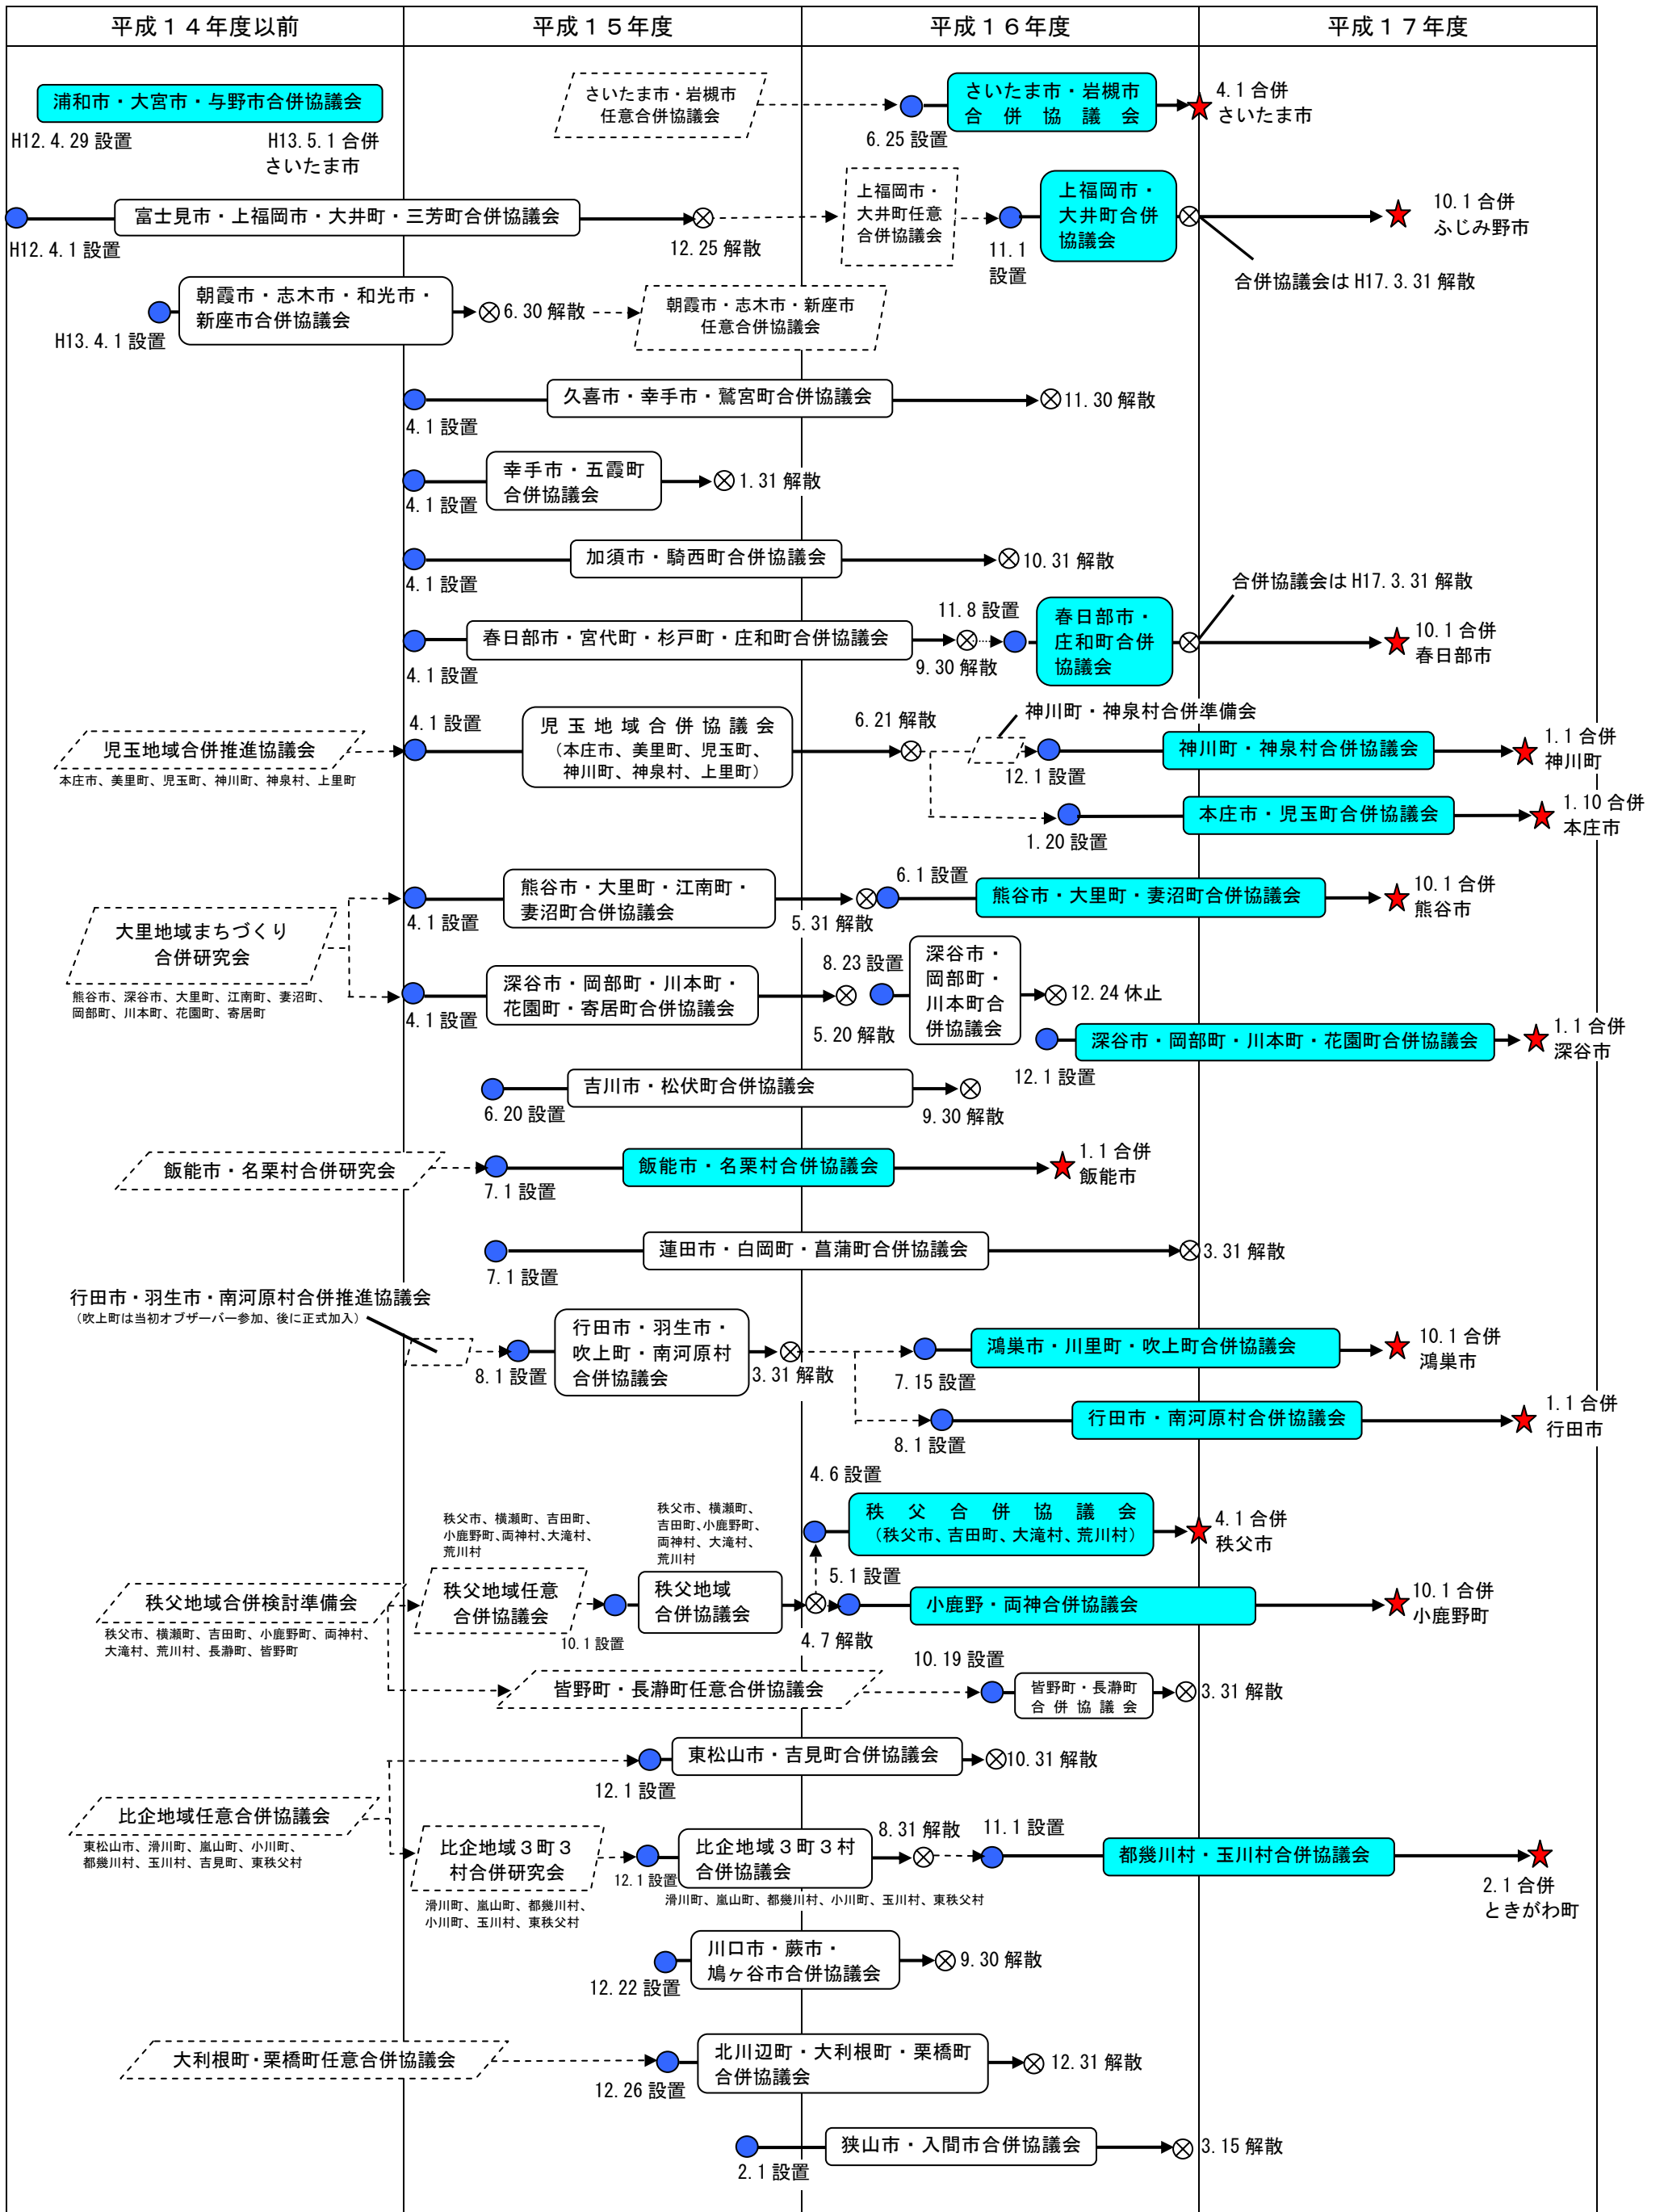 平成１４年度以前
平成１５年度
平成１６年度
平成１７年度
浦和市・大宮市・与野市合併協議会
H12.4.29 設置
H13.5.1 合併
さいたま市
さいたま市・岩槻市
任意合併協議会
6.25 設置
さいたま市・岩槻市
合併協議会
4.1 合併
さいたま市
H12.4.1 設置
富士見市・上福岡市・大井町・三芳町合併協議会
12.25 解散
上福岡市・
大井町任意
合併協議会
11.1
設置
上福岡市・
大井町合併
協議会
10.1 合併
ふじみ野市
合併協議会は H17.3.31 解散
H13.4.1 設置
朝霞市・志木市・和光市・
新座市合併協議会
6.30 解散
朝霞市・志木市・新座市
任意合併協議会
4.1 設置
久喜市・幸手市・鷲宮町合併協議会
11.30 解散
4.1 設置
幸手市・五霞町
合併協議会
1.31 解散
4.1 設置
加須市・騎西町合併協議会
10.31 解散
4.1 設置
春日部市・宮代町・杉戸町・庄和町合併協議会
9.30 解散
11.8 設置
春日部市・
庄和町合併
協議会
合併協議会は H17.3.31 解散
10.1 合併
春日部市
児玉地域合併推進協議会
本庄市、美里町、児玉町、神川町、神泉村、上里町
4.1 設置
児玉地域合併協議会
（本庄市、美里町、児玉町、
神川町、神泉村、上里町）
6.21 解散
神川町・神泉村合併準備会
12.1 設置
神川町・神泉村合併協議会
1.1 合併
神川町
1.20 設置
本庄市・児玉町合併協議会
1.10 合併
本庄市
大里地域まちづくり
合併研究会
熊谷市、深谷市、大里町、江南町、妻沼町、
岡部町、川本町、花園町、寄居町
4.1 設置
熊谷市・大里町・江南町・
妻沼町合併協議会
5.31 解散
6.1 設置
熊谷市・大里町・妻沼町合併協議会
10.1 合併
熊谷市
4.1 設置
深谷市・岡部町・川本町・
花園町・寄居町合併協議会
5.20 解散
8.23 設置
深谷市・
岡部町・
川本町合
併協議会
12.24 休止
12.1 設置
深谷市・岡部町・川本町・花園町合併協議会
1.1 合併
深谷市
6.20 設置
吉川市・松伏町合併協議会
9.30 解散
飯能市・名栗村合併研究会
7.1 設置
飯能市・名栗村合併協議会
1.1 合併
飯能市
7.1 設置
蓮田市・白岡町・菖蒲町合併協議会
3.31 解散
行田市・羽生市・南河原村合併推進協議会
（吹上町は当初オブザーバー参加、後に正式加入）
8.1 設置
行田市・羽生市・
吹上町・南河原村
合併協議会
3.31 解散
7.15 設置
鴻巣市・川里町・吹上町合併協議会
10.1 合併
鴻巣市
8.1 設置
行田市・南河原村合併協議会
1.1 合併
行田市
秩父地域合併検討準備会
秩父市、横瀬町、吉田町、小鹿野町、両神村、
大滝村、荒川村、長瀞町、皆野町
秩父市、横瀬町、吉田町、
小鹿野町、両神村、大滝村、
荒川村
秩父地域任意
合併協議会
10.1 設置
秩父市、横瀬町、
吉田町、小鹿野町、
両神村、大滝村、
荒川村
秩父地域
合併協議会
4.7 解散
4.6 設置
秩父合併協議会
（秩父市、吉田町、大滝村、荒川村）
4.1 合併
秩父市
5.1 設置
小鹿野・両神合併協議会
10.1 合併
小鹿野町
皆野町・長瀞町任意合併協議会
10.19 設置
皆野町・長瀞町
合併協議会
3.31 解散
比企地域任意合併協議会
東松山市、滑川町、嵐山町、小川町、
都幾川村、玉川村、吉見町、東秩父村
12.1 設置
東松山市・吉見町合併協議会
10.31 解散
比企地域３町３
村合併研究会
滑川町、嵐山町、都幾川村、
小川町、玉川村、東秩父村
12.1 設置
比企地域３町３村
合併協議会
滑川町、嵐山町、都幾川村、小川町、玉川村、東秩父村
8.31 解散
11.1 設置
都幾川村・玉川村合併協議会
2.1 合併
ときがわ町
12.22 設置
川口市・蕨市・
鳩ヶ谷市合併協議会
9.30 解散
大利根町・栗橋町任意合併協議会
12.26 設置
北川辺町・大利根町・栗橋町
合併協議会
12.31 解散
2.1 設置
狭山市・入間市合併協議会
3.15 解散